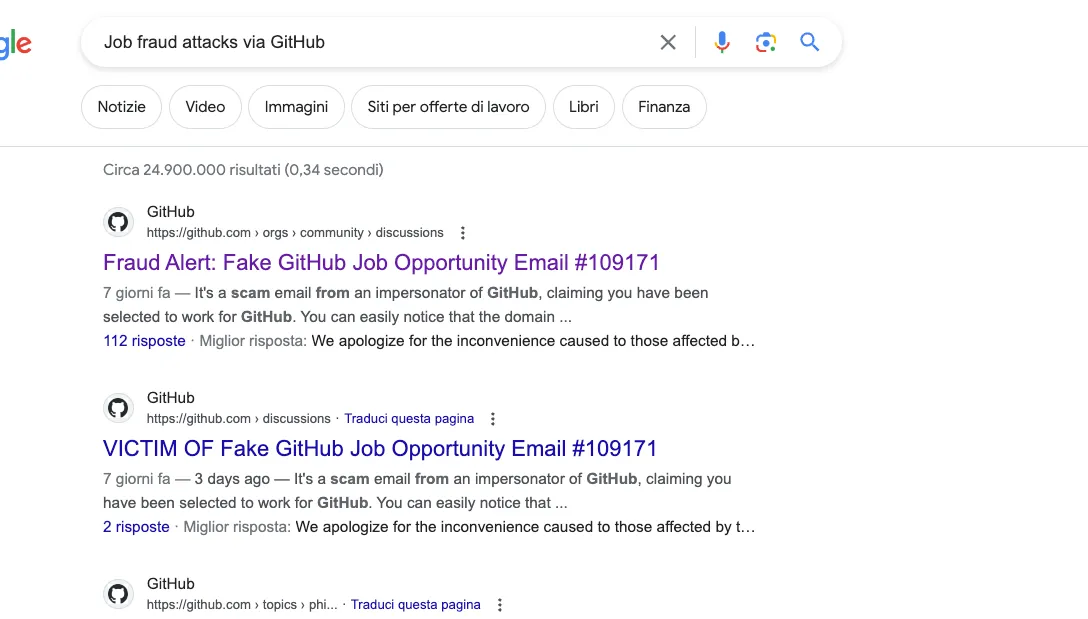 gle
Job fraud attacks via GitHub
Notizie Video Immagini Siti per offerte di lavoro Libri Finanza
Circa 24.900.000 risultati (0,34 secondi)
GitHub
https://github.com › orgs › community › discussions
Fraud Alert: Fake GitHub Job Opportunity Email #109171
7 giorni fa — It's a scam email from an impersonator of GitHub, claiming you have been
selected to work for GitHub. You can easily notice that the domain ...
112 risposte · Miglior risposta: We apologize for the inconvenience caused to those affected b…
GitHub
https://github.com › discussions · Traduci questa pagina
VICTIM OF Fake GitHub Job Opportunity Email #109171
7 giorni fa — 3 days ago — It's a scam email from an impersonator of GitHub, claiming you
have been selected to work for GitHub. You can easily notice that ...
2 risposte · Miglior risposta: We apologize for the inconvenience caused to those affected by t…
GitHub
https://github.com › topics › phi... · Traduci questa pagina